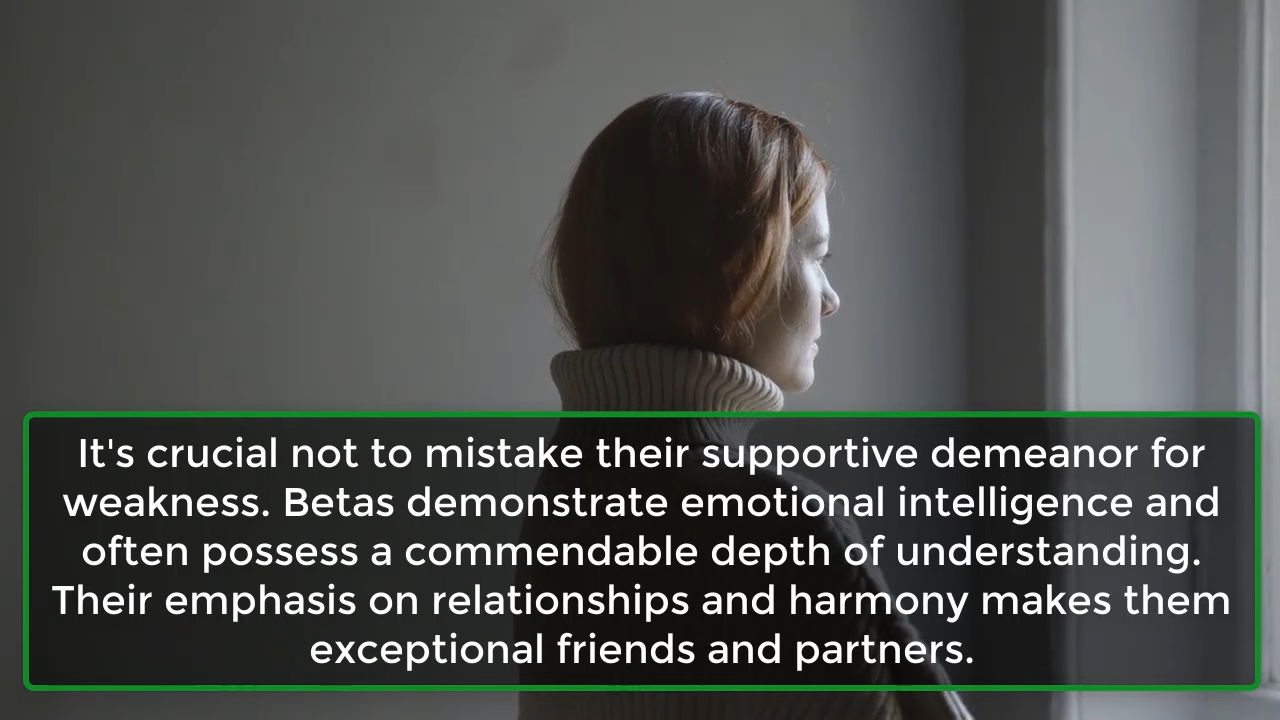 It's crucial not to mistake their supportive demeanor for
weakness. Betas demonstrate emotional intelligence and
often possess a commendable depth of understanding.
Their emphasis on relationships and harmony makes them
exceptional friends and partners.